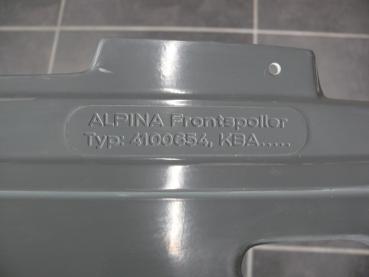 ALPINA Frontspoiler
Typ: 4100654, KBA.....